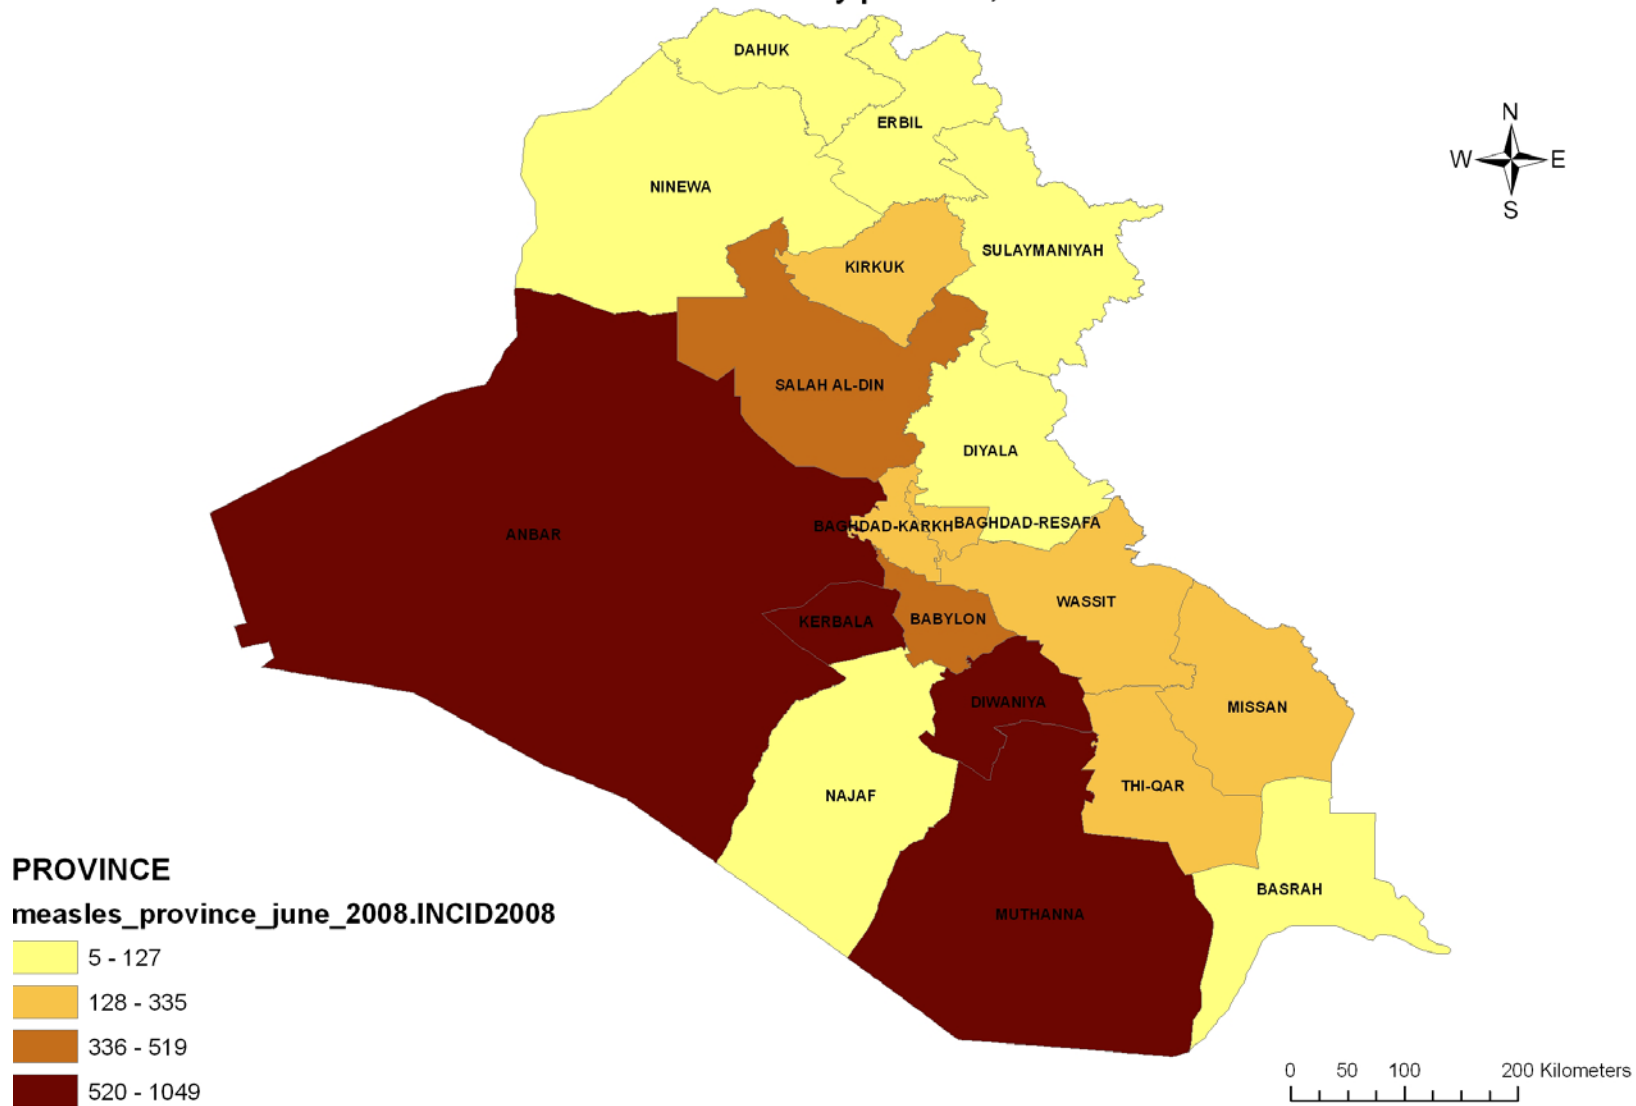 DAHUK
ERBIL
N
W E
S
NINEWA
SULAYMANIYAH
KIRKUK
SALAH AL-DIN
DIYALA
BAGHDAD-KARKH
BAGHDAD-RESAFA
ANBAR
WASSIT
KERBALA
BABYLON
DIWANIYA
MISSAN
THI-QAR
NAJAF
BASRAH
MUTHANNA
PROVINCE
measles_province_june_2008.INCID2008
5 - 127
128 - 335
336 - 519
520 - 1049
0 50 100 200 Kilometers